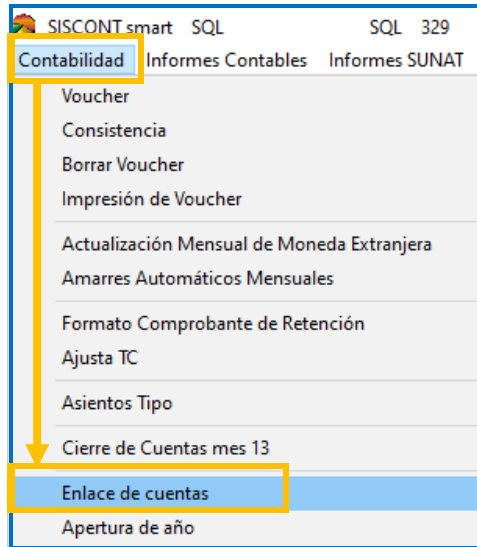 SISCONT smart SQL SQL 329
Contabilidad Informes Contables Informes SUNAT
Voucher
Consistencia
Borrar Voucher
Impresión de Voucher
Actualización Mensual de Moneda Extranjera
Amarres Automáticos Mensuales
Formato Comprobante de Retención
Ajusta TC
Asientos Tipo
Cierre de Cuentas mes 13
Enlace de cuentas
Apertura de año